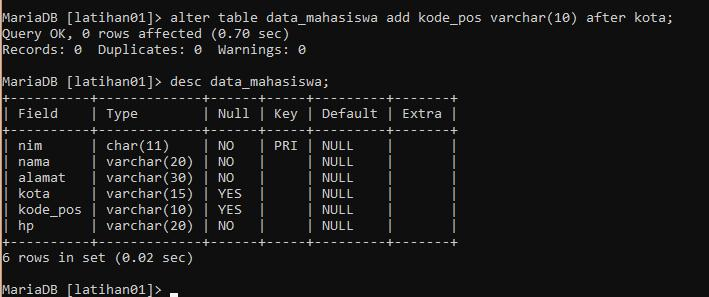 MariaDB [latihan01]> alter table data_mahasiswa add kode_pos varchar(10) after kota;
Query OK, 0 rows affected (0.70 sec)
Records: 0  Duplicates: 0  Warnings: 0

MariaDB [latihan01]> desc data_mahasiswa;
+----------+-------------+------+-----+---------+-------+
| Field    | Type        | Null | Key | Default | Extra |
+----------+-------------+------+-----+---------+-------+
| nim      | char(11)    | NO   | PRI | NULL    |       |
| nama     | varchar(20) | NO   |     | NULL    |       |
| alamat   | varchar(30) | NO   |     | NULL    |       |
| kota     | varchar(15) | YES  |     | NULL    |       |
| kode_pos | varchar(10) | YES  |     | NULL    |       |
| hp       | varchar(20) | NO   |     | NULL    |       |
+----------+-------------+------+-----+---------+-------+
6 rows in set (0.02 sec)

MariaDB [latihan01]> _